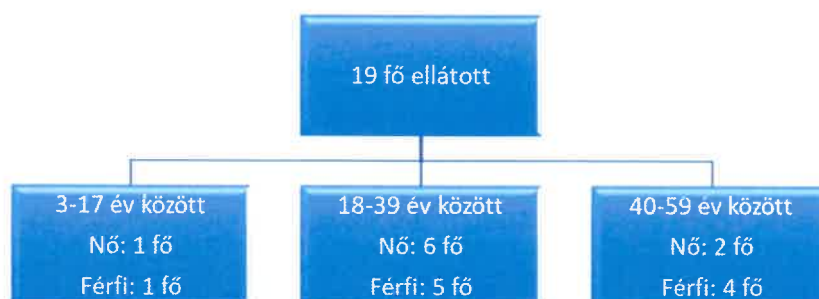 19 fő ellátott
3-17 év között
Nő: 1 fő
Férfi: 1 fő
18-39 év között
Nő: 6 fő
Férfi: 5 fő
40-59 év között
Nő: 2 fő
Férfi: 4 fő